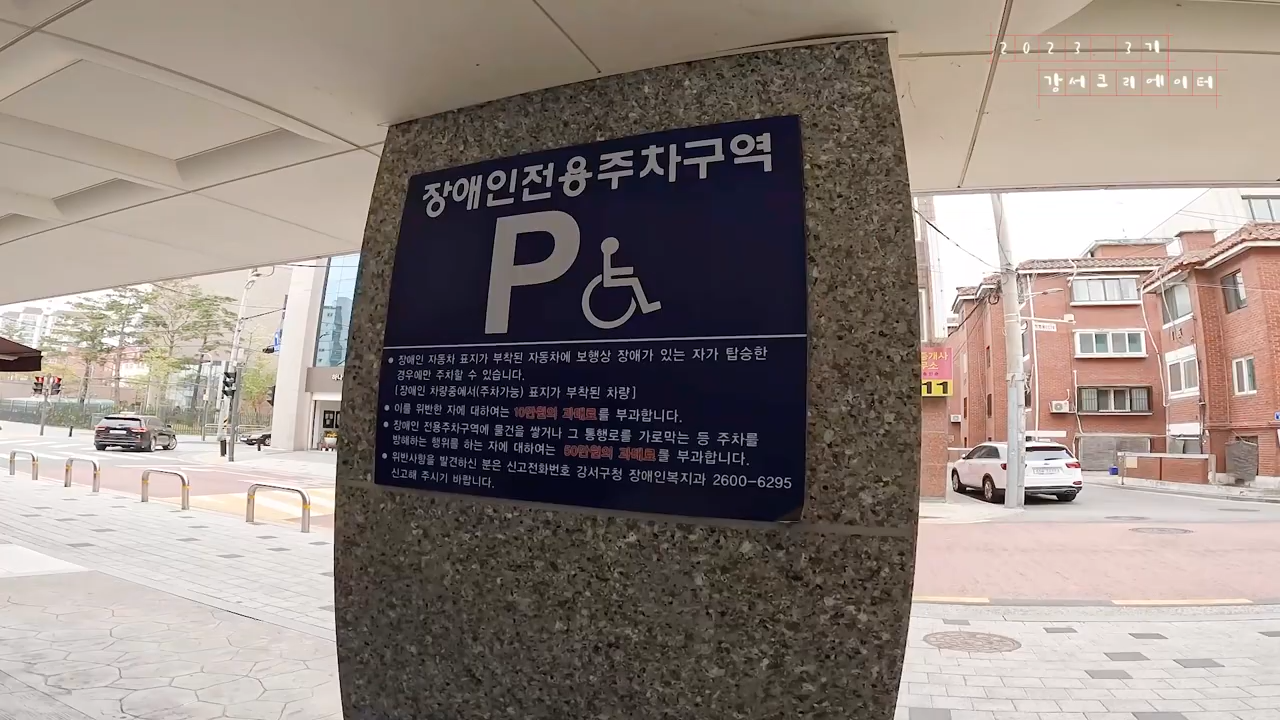 2023. 3기
강서크리에이터
장애인전용주차구역
P
● 장애인 자동차 표지가 부착된 자동차에 보행상 장애가 있는 자가 탑승한
경우에만 주차할 수 있습니다.
[장애인 차량중에서(주차가능) 표지가 부착된 차량]
● 이를 위반한 자에 대하여는 10만원의 과태료를 부과합니다.
● 장애인 전용주차구역에 물건을 쌓거나 그 통행로를 가로막는 등 주차를
방해하는 행위를 하는 자에 대하여는 50만원의 과태료를 부과합니다.
● 위반사항을 발견하신 분은 신고전화번호 강서구청 장애인복지과 2600-6295
신고해 주시기 바랍니다.
11